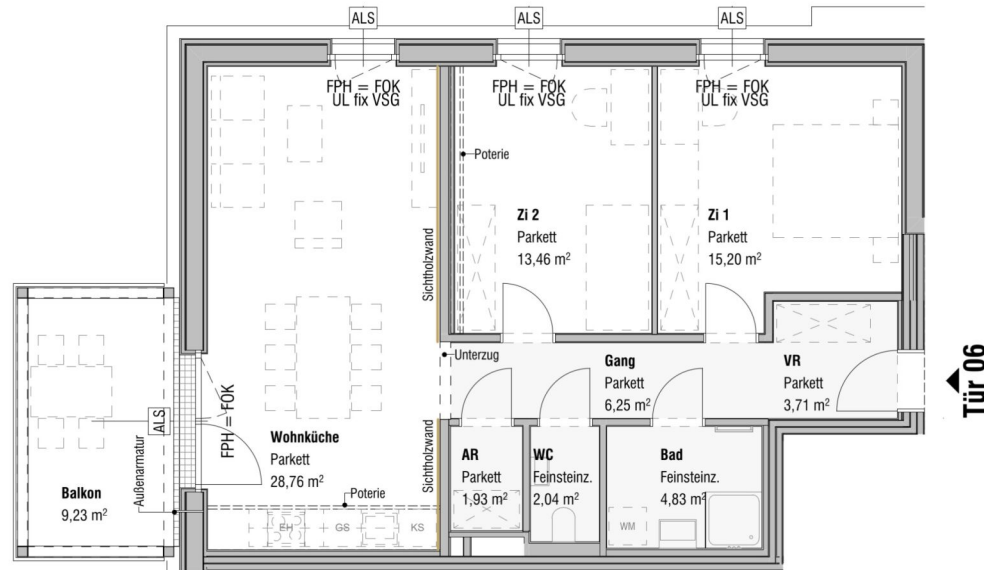 ALS
ALS
ALS
FPH = FOK
UL fix VSG
FPH = FOK
UL fix VSG
FPH = FOK
UL fix VSG
Poterie
Zi 2
Parkett
13,46 m²
Zi 1
Parkett
15,20 m²
Sichtholzwand
Unterzug
Gang
Parkett
6,25 m²
VR
Parkett
3,71 m²
Tür 06
ALS
FPH = FOK
Außenarmatur
Balkon
9,23 m²
Wohnküche
Parkett
28,76 m²
Sichtholzwand
Poterie
EH
GS
KS
AR
Parkett
1,93 m²
WC
Feinsteinz.
2,04 m²
Bad
Feinsteinz.
4,83 m²
WM